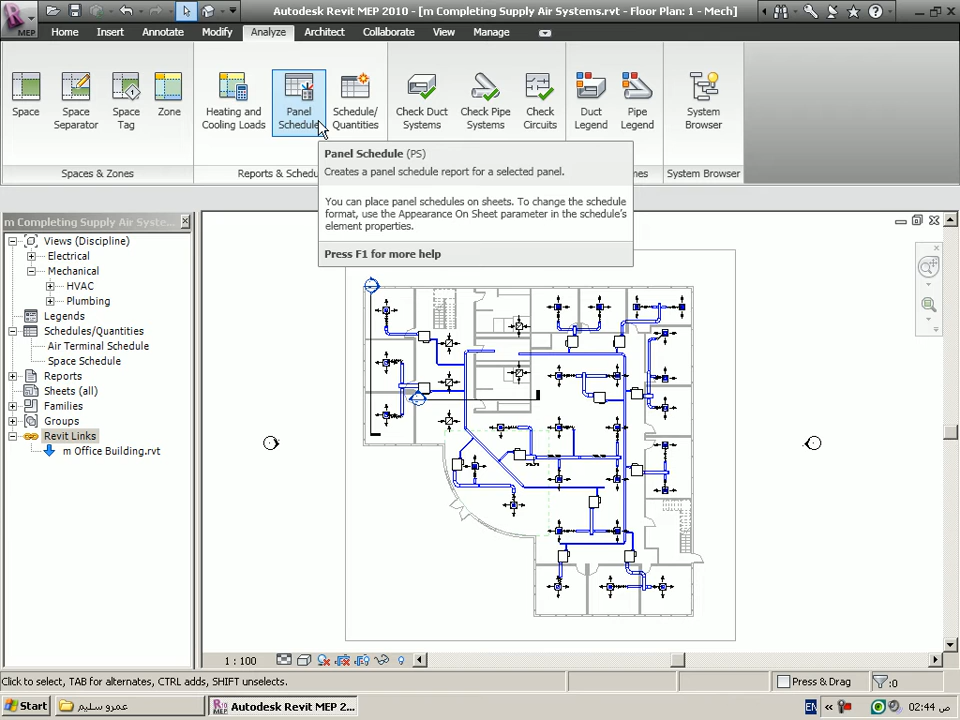 Autodesk Revit MEP 2010 - [m Completing Supply Air Systems.rvt - Floor Plan: 1 - Mech]
MEP
Home Insert Annotate Modify Analyze Architect Collaborate View Manage
Space
Space Separator
Space Tag
Zone
Heating and Cooling Loads
Panel Schedule
Schedule/ Quantities
Check Duct Systems
Check Pipe Systems
Check Circuits
Duct Legend
Pipe Legend
System Browser
Spaces & Zones
Reports & Schedu
System Browser
Panel Schedule (PS)
Creates a panel schedule report for a selected panel.
You can place panel schedules on sheets. To change the schedule
format, use the Appearance On Sheet parameter in the schedule's
element properties.
Press F1 for more help
m Completing Supply Air Syste...
Views (Discipline)
Electrical
Mechanical
HVAC
Plumbing
Legends
Schedules/Quantities
Air Terminal Schedule
Space Schedule
Reports
Sheets (all)
Families
Groups
Revit Links
m Office Building.rvt
1 : 100
Click to select, TAB for alternates, CTRL adds, SHIFT unselects.
Press & Drag
:0
Start
عمرو سليم
Autodesk Revit MEP 2...
EN
02:44 ص